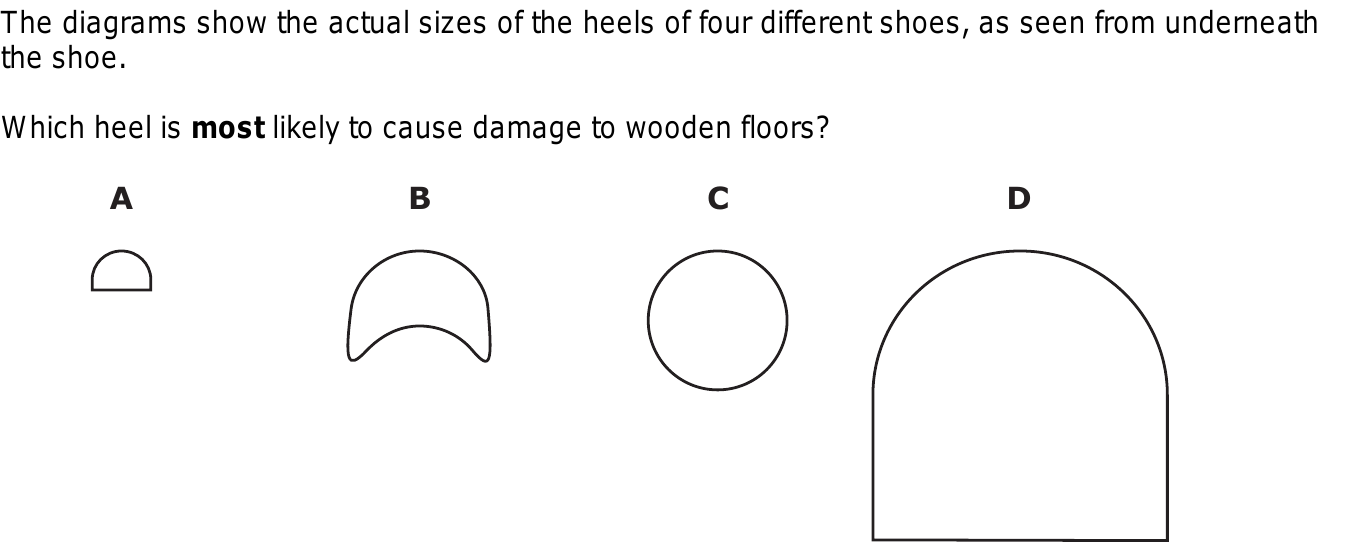 The diagrams show the actual sizes of the heels of four different shoes, as seen from underneath
the shoe.
Which heel is most likely to cause damage to wooden floors?
A B C D